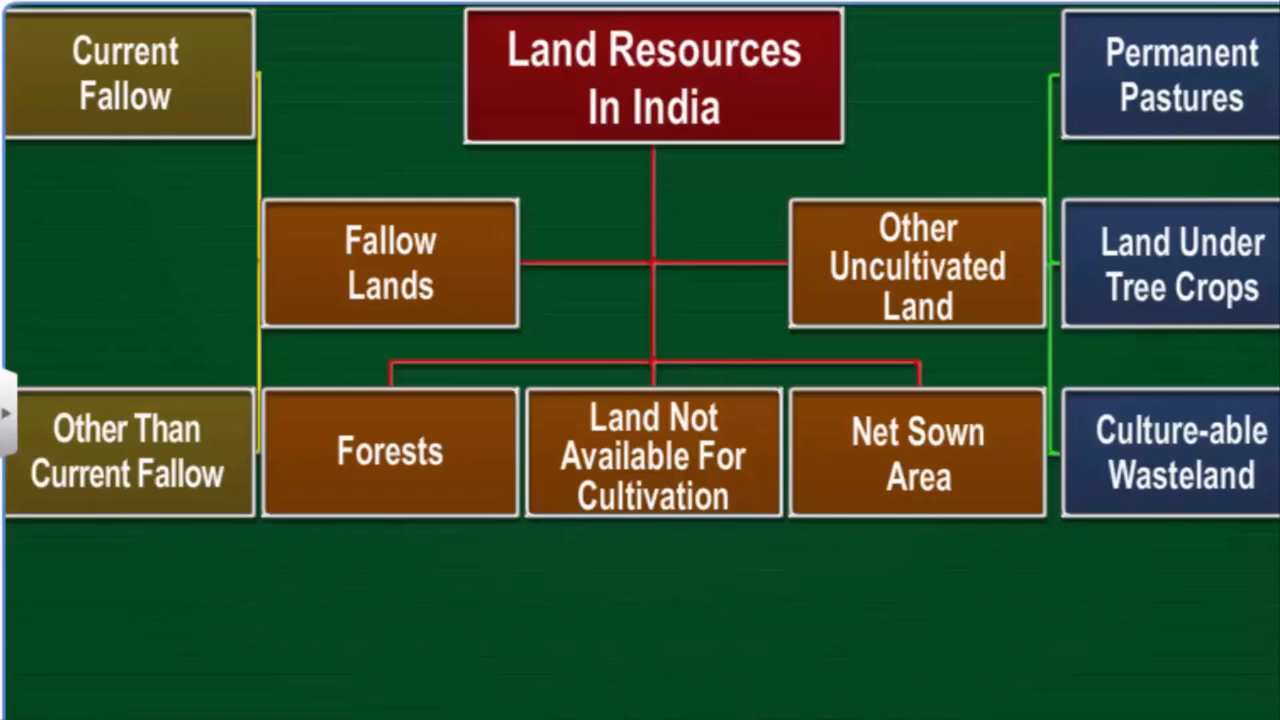 Current
Fallow
Land Resources
In India
Permanent
Pastures
Fallow
Lands
Other
Uncultivated
Land
Land Under
Tree Crops
Other Than
Current Fallow
Forests
Land Not
Available For
Cultivation
Net Sown
Area
Culture-able
Wasteland